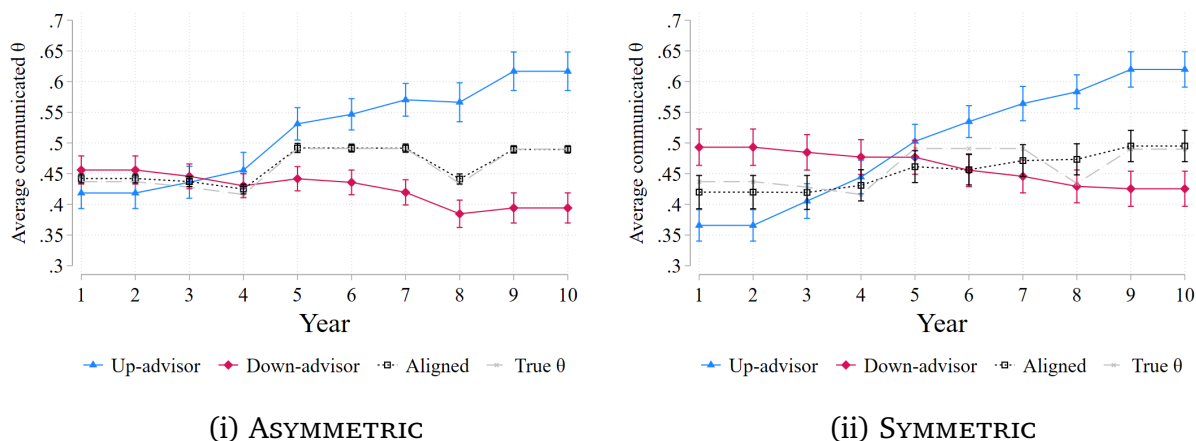 .7
.65
.6
.55
.5
.45
.4
.35
.3
Average communicated θ
1 2 3 4 5 6 7 8 9 10
Year
Up-advisor Down-advisor Aligned True θ
(i) ASYMMETRIC
.7
.65
.6
.55
.5
.45
.4
.35
.3
Average communicated θ
1 2 3 4 5 6 7 8 9 10
Year
Up-advisor Down-advisor Aligned True θ
(ii) SYMMETRIC